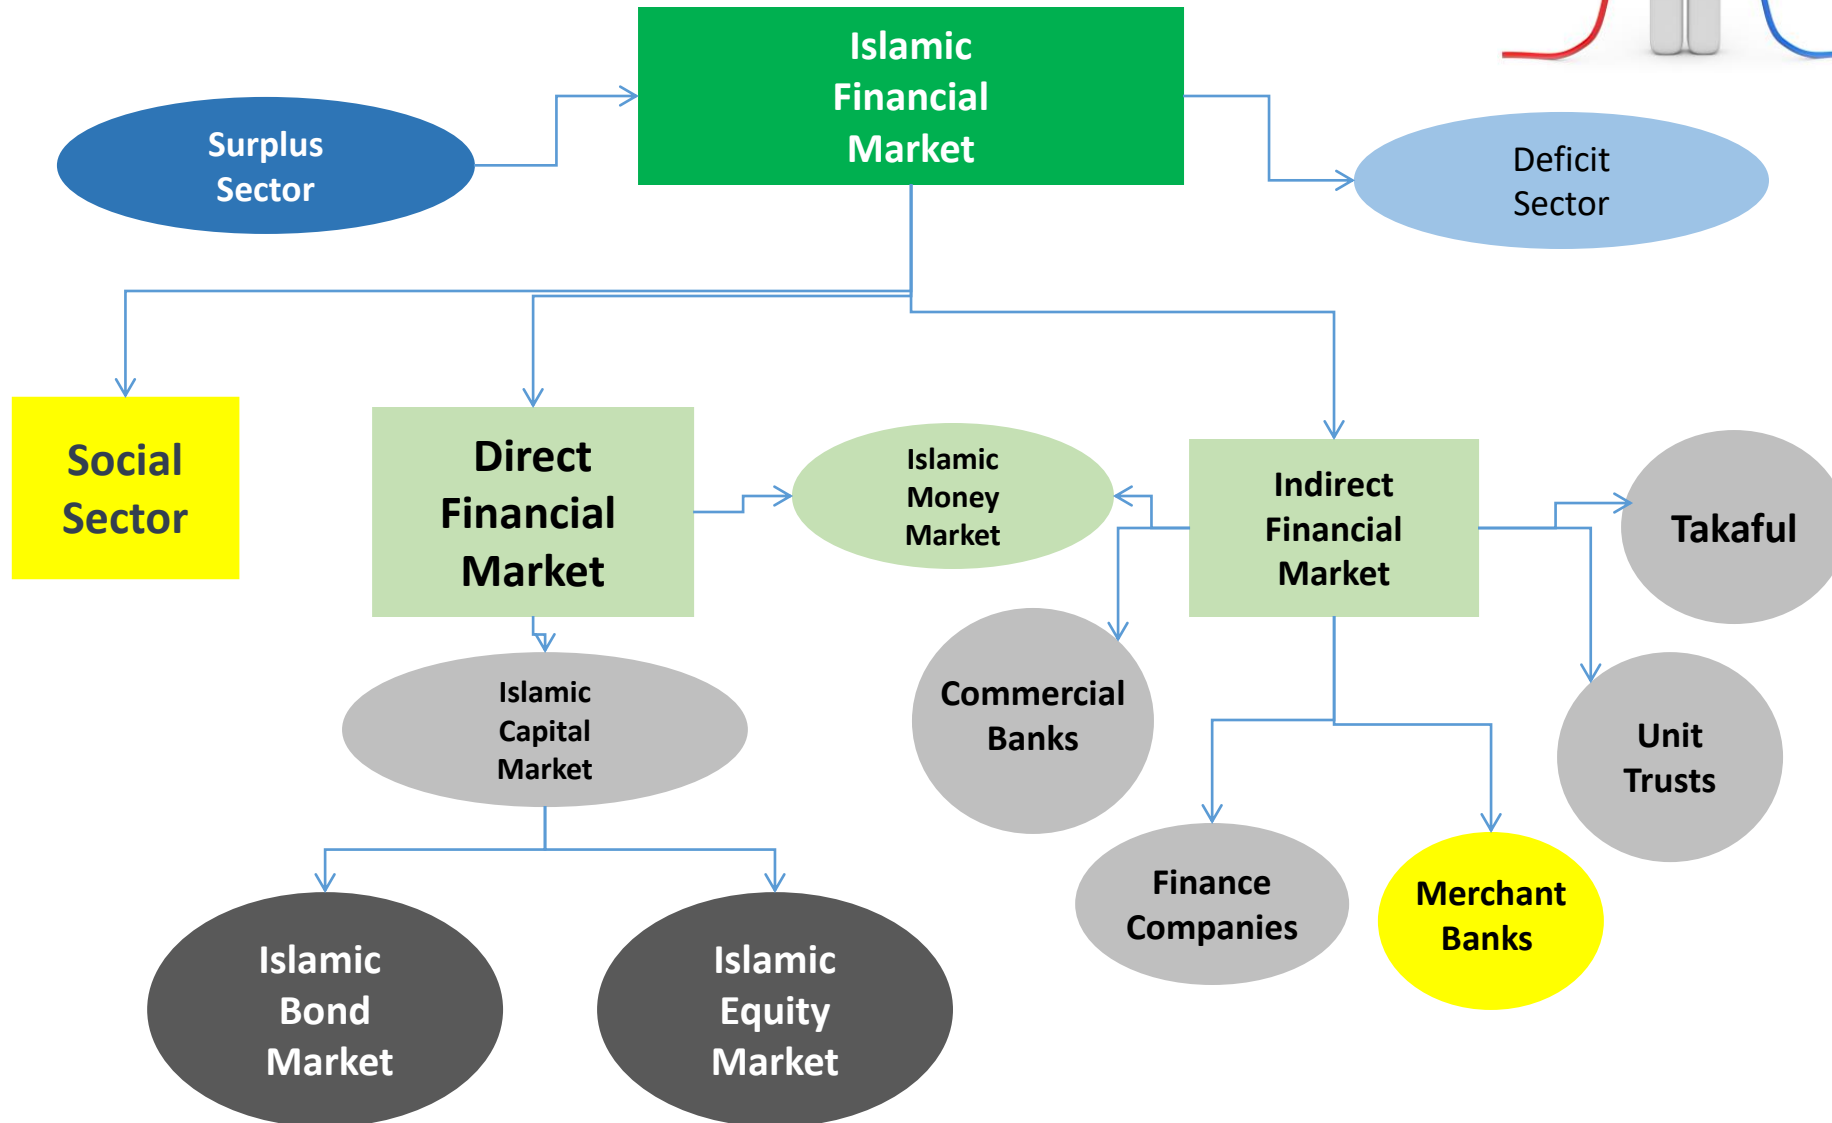 Islamic
Financial
Market
Surplus
Sector
Deficit
Sector
Social
Sector
Direct
Financial
Market
Islamic
Money
Market
Indirect
Financial
Market
Takaful
Islamic
Capital
Market
Commercial
Banks
Unit
Trusts
Finance
Companies
Merchant
Banks
Islamic
Bond
Market
Islamic
Equity
Market